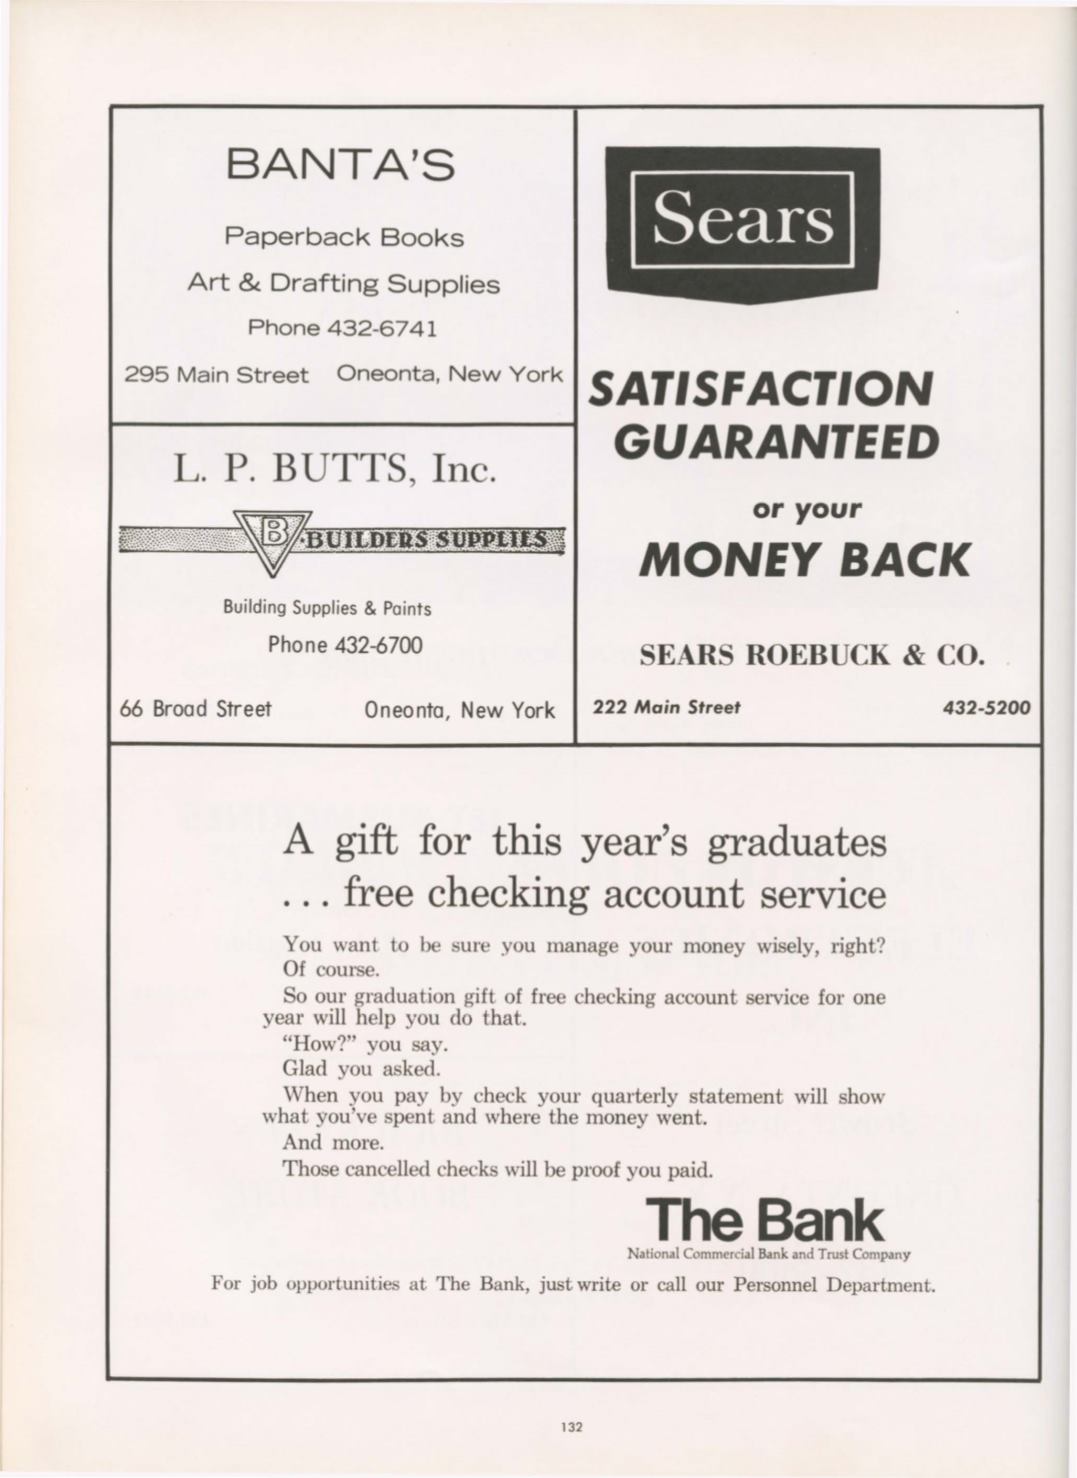 BANTA'S
Paperback Books
Art & Drafting Supplies
Phone 432-6741
295 Main Street Oneonta, New York
L. P. BUTTS, Inc.
B BUILDERS SUPPLIES
Building Supplies & Paints
Phone 432-6700
66 Broad Street Oneonta, New York
Sears
SATISFACTION
GUARANTEED
or your
MONEY BACK
SEARS ROEBUCK & CO.
222 Main Street 432-5200
A gift for this year's graduates
... free checking account service
You want to be sure you manage your money wisely, right?
Of course.
So our graduation gift of free checking account service for one
year will help you do that.
"How?" you say.
Glad you asked.
When you pay by check your quarterly statement will show
what you've spent and where the money went.
And more.
Those cancelled checks will be proof you paid.
The Bank
National Commercial Bank and Trust Company
For job opportunities at The Bank, just write or call our Personnel Department.
132